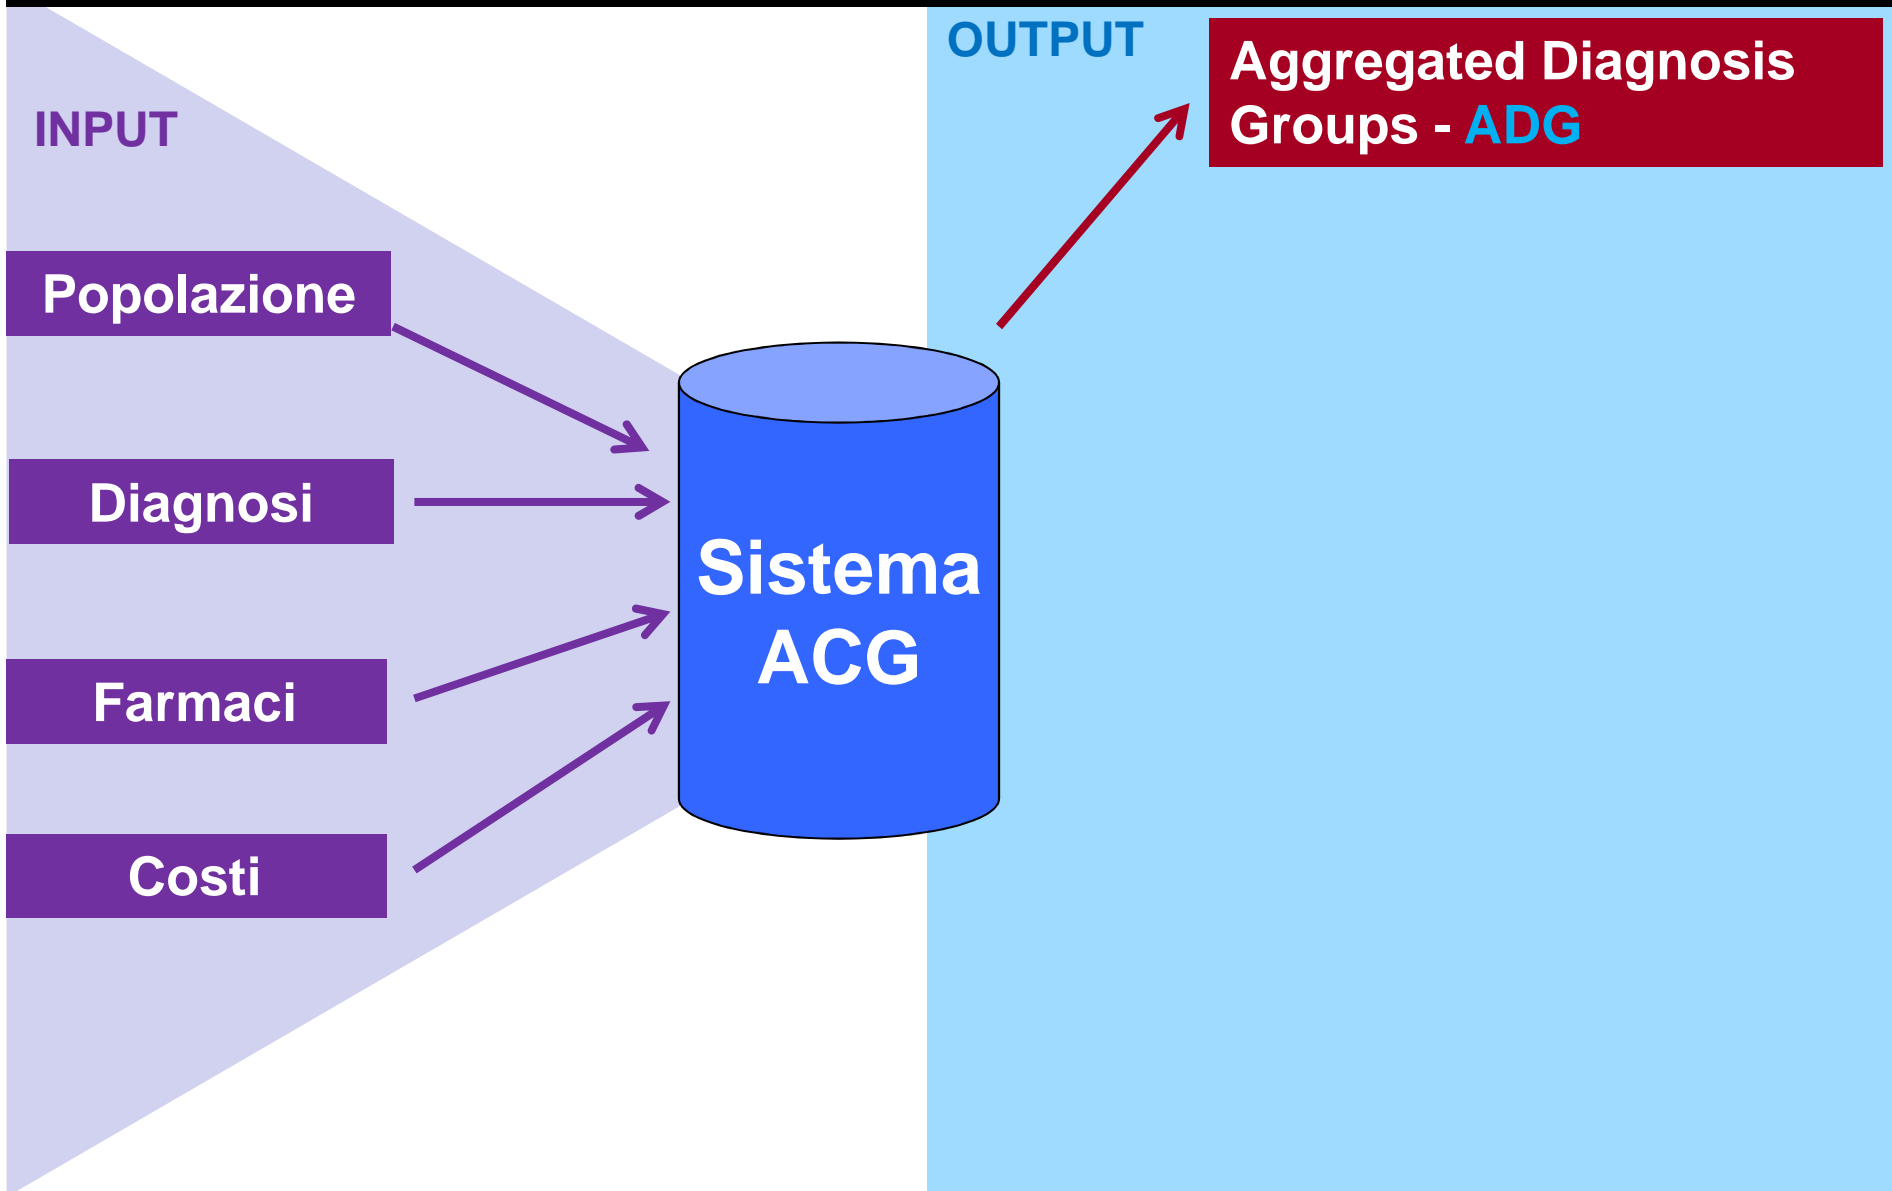 INPUT
Popolazione
Diagnosi
Farmaci
Costi
Sistema
ACG
OUTPUT
Aggregated Diagnosis
Groups - ADG